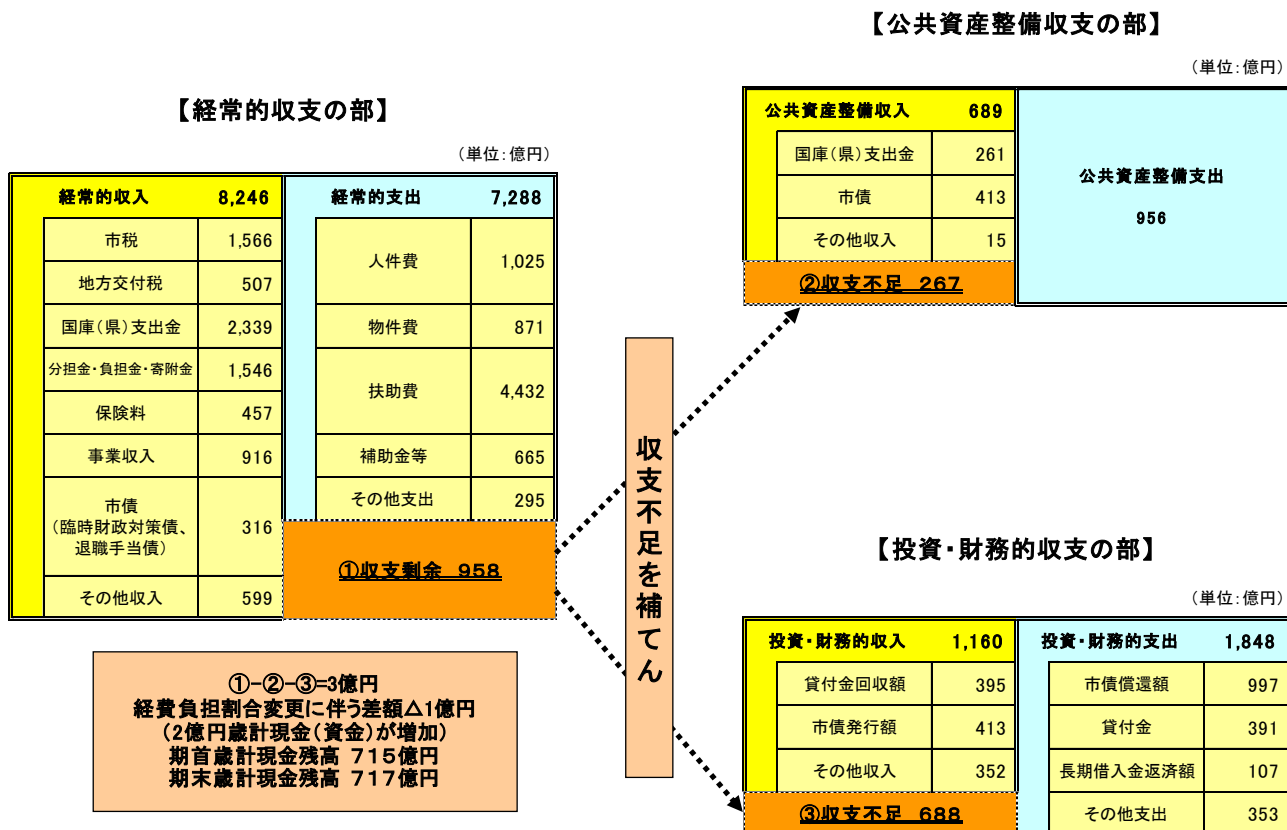 【経常的収支の部】
（単位：億円）
経常的収入 8,246 経常的支出 7,288
市税 1,566
地方交付税 507
国庫（県）支出金 2,339
分担金・負担金・寄附金 1,546
保険料 457
事業収入 916
市債
（臨時財政対策債、
退職手当債） 316
その他収入 599
人件費 1,025
物件費 871
扶助費 4,432
補助金等 665
その他支出 295
①収支剰余 958
①-②-③=3億円
経費負担割合変更に伴う差額△1億円
（2億円歳計現金（資金）が増加）
期首歳計現金残高 715億円
期末歳計現金残高 717億円
収支不足を補てん
【公共資産整備収支の部】
（単位：億円）
公共資産整備収入 689
国庫（県）支出金 261
市債 413
その他収入 15
②収支不足 267
公共資産整備支出
956
【投資・財務的収支の部】
（単位：億円）
投資・財務的収入 1,160 投資・財務的支出 1,848
貸付金回収額 395
市債発行額 413
その他収入 352
③収支不足 688
市債償還額 997
貸付金 391
長期借入金返済額 107
その他支出 353